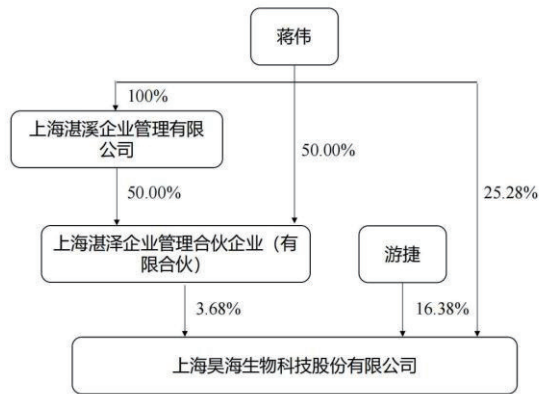 蒋伟
100%
上海湛溪企业管理有限
公司
50.00%
50.00%
25.28%
上海湛泽企业管理合伙企业（有
限合伙）
游捷
3.68%
16.38%
上海昊海生物科技股份有限公司